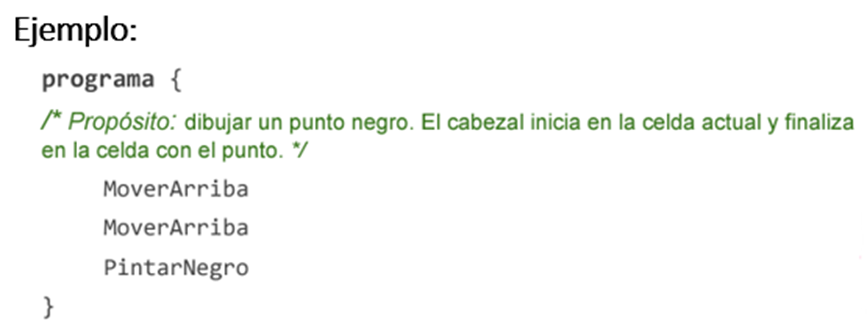 Ejemplo:
programa {
/* Propósito: dibujar un punto negro. El cabezal inicia en la celda actual y finaliza
en la celda con el punto. */
MoverArriba
MoverArriba
PintarNegro
}